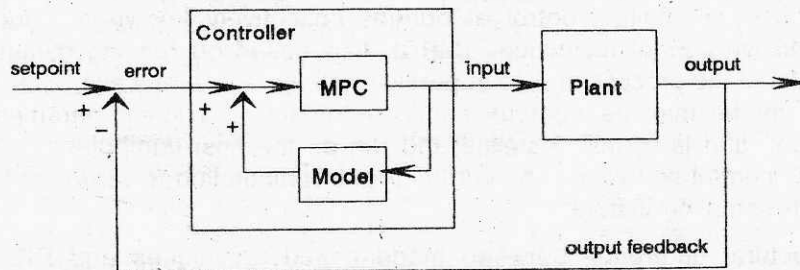 Controller
setpoint
error
+
−
+
+
MPC
Model
input
Plant
output
output feedback